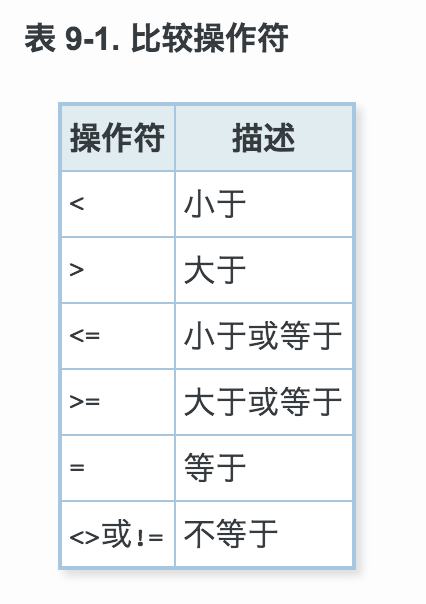 表 9-1. 比较操作符
操作符 描述
< 小于
> 大于
<= 小于或等于
>= 大于或等于
= 等于
<>或!= 不等于